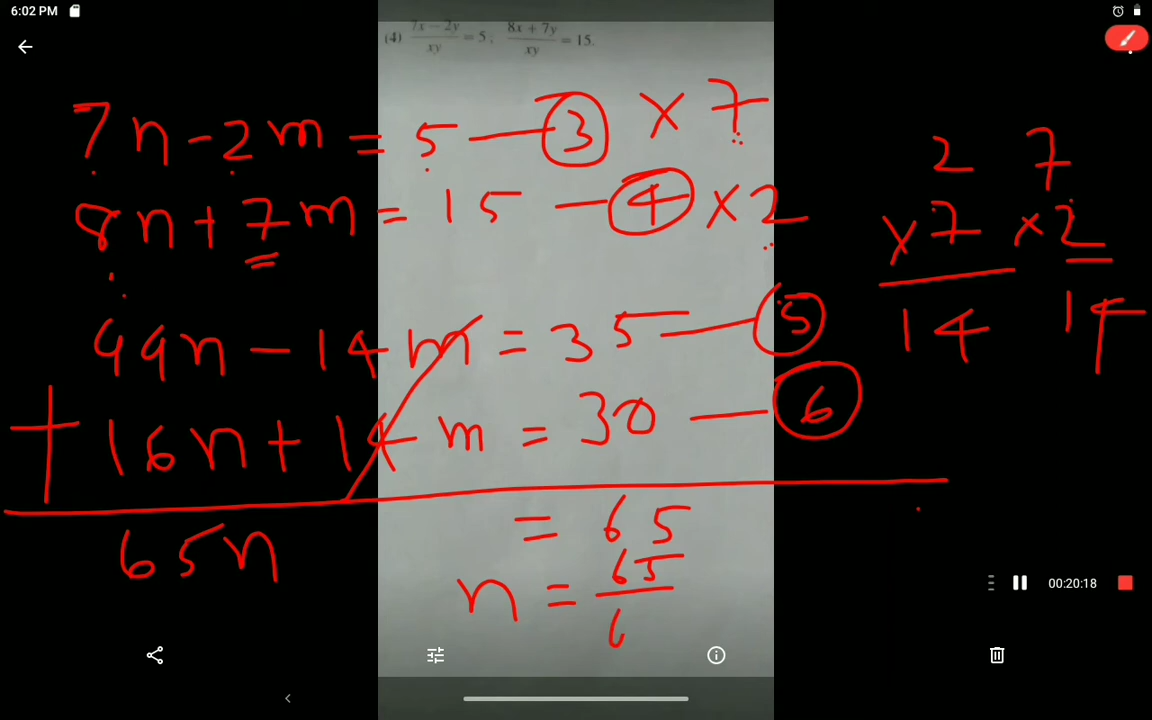 6:02 PM
(4) 7x − 2y / xy = 5, 8x + 7y / xy = 15.
7n − 2m = 5 — 3 × 7
8n + 7m = 15 — 4 × 2
49n − 14m = 35 — 5
+ 16n + 14m = 30 — 6
65n = 65
n = 65 / 6
2 7
×7 ×2
14 14
00:20:18